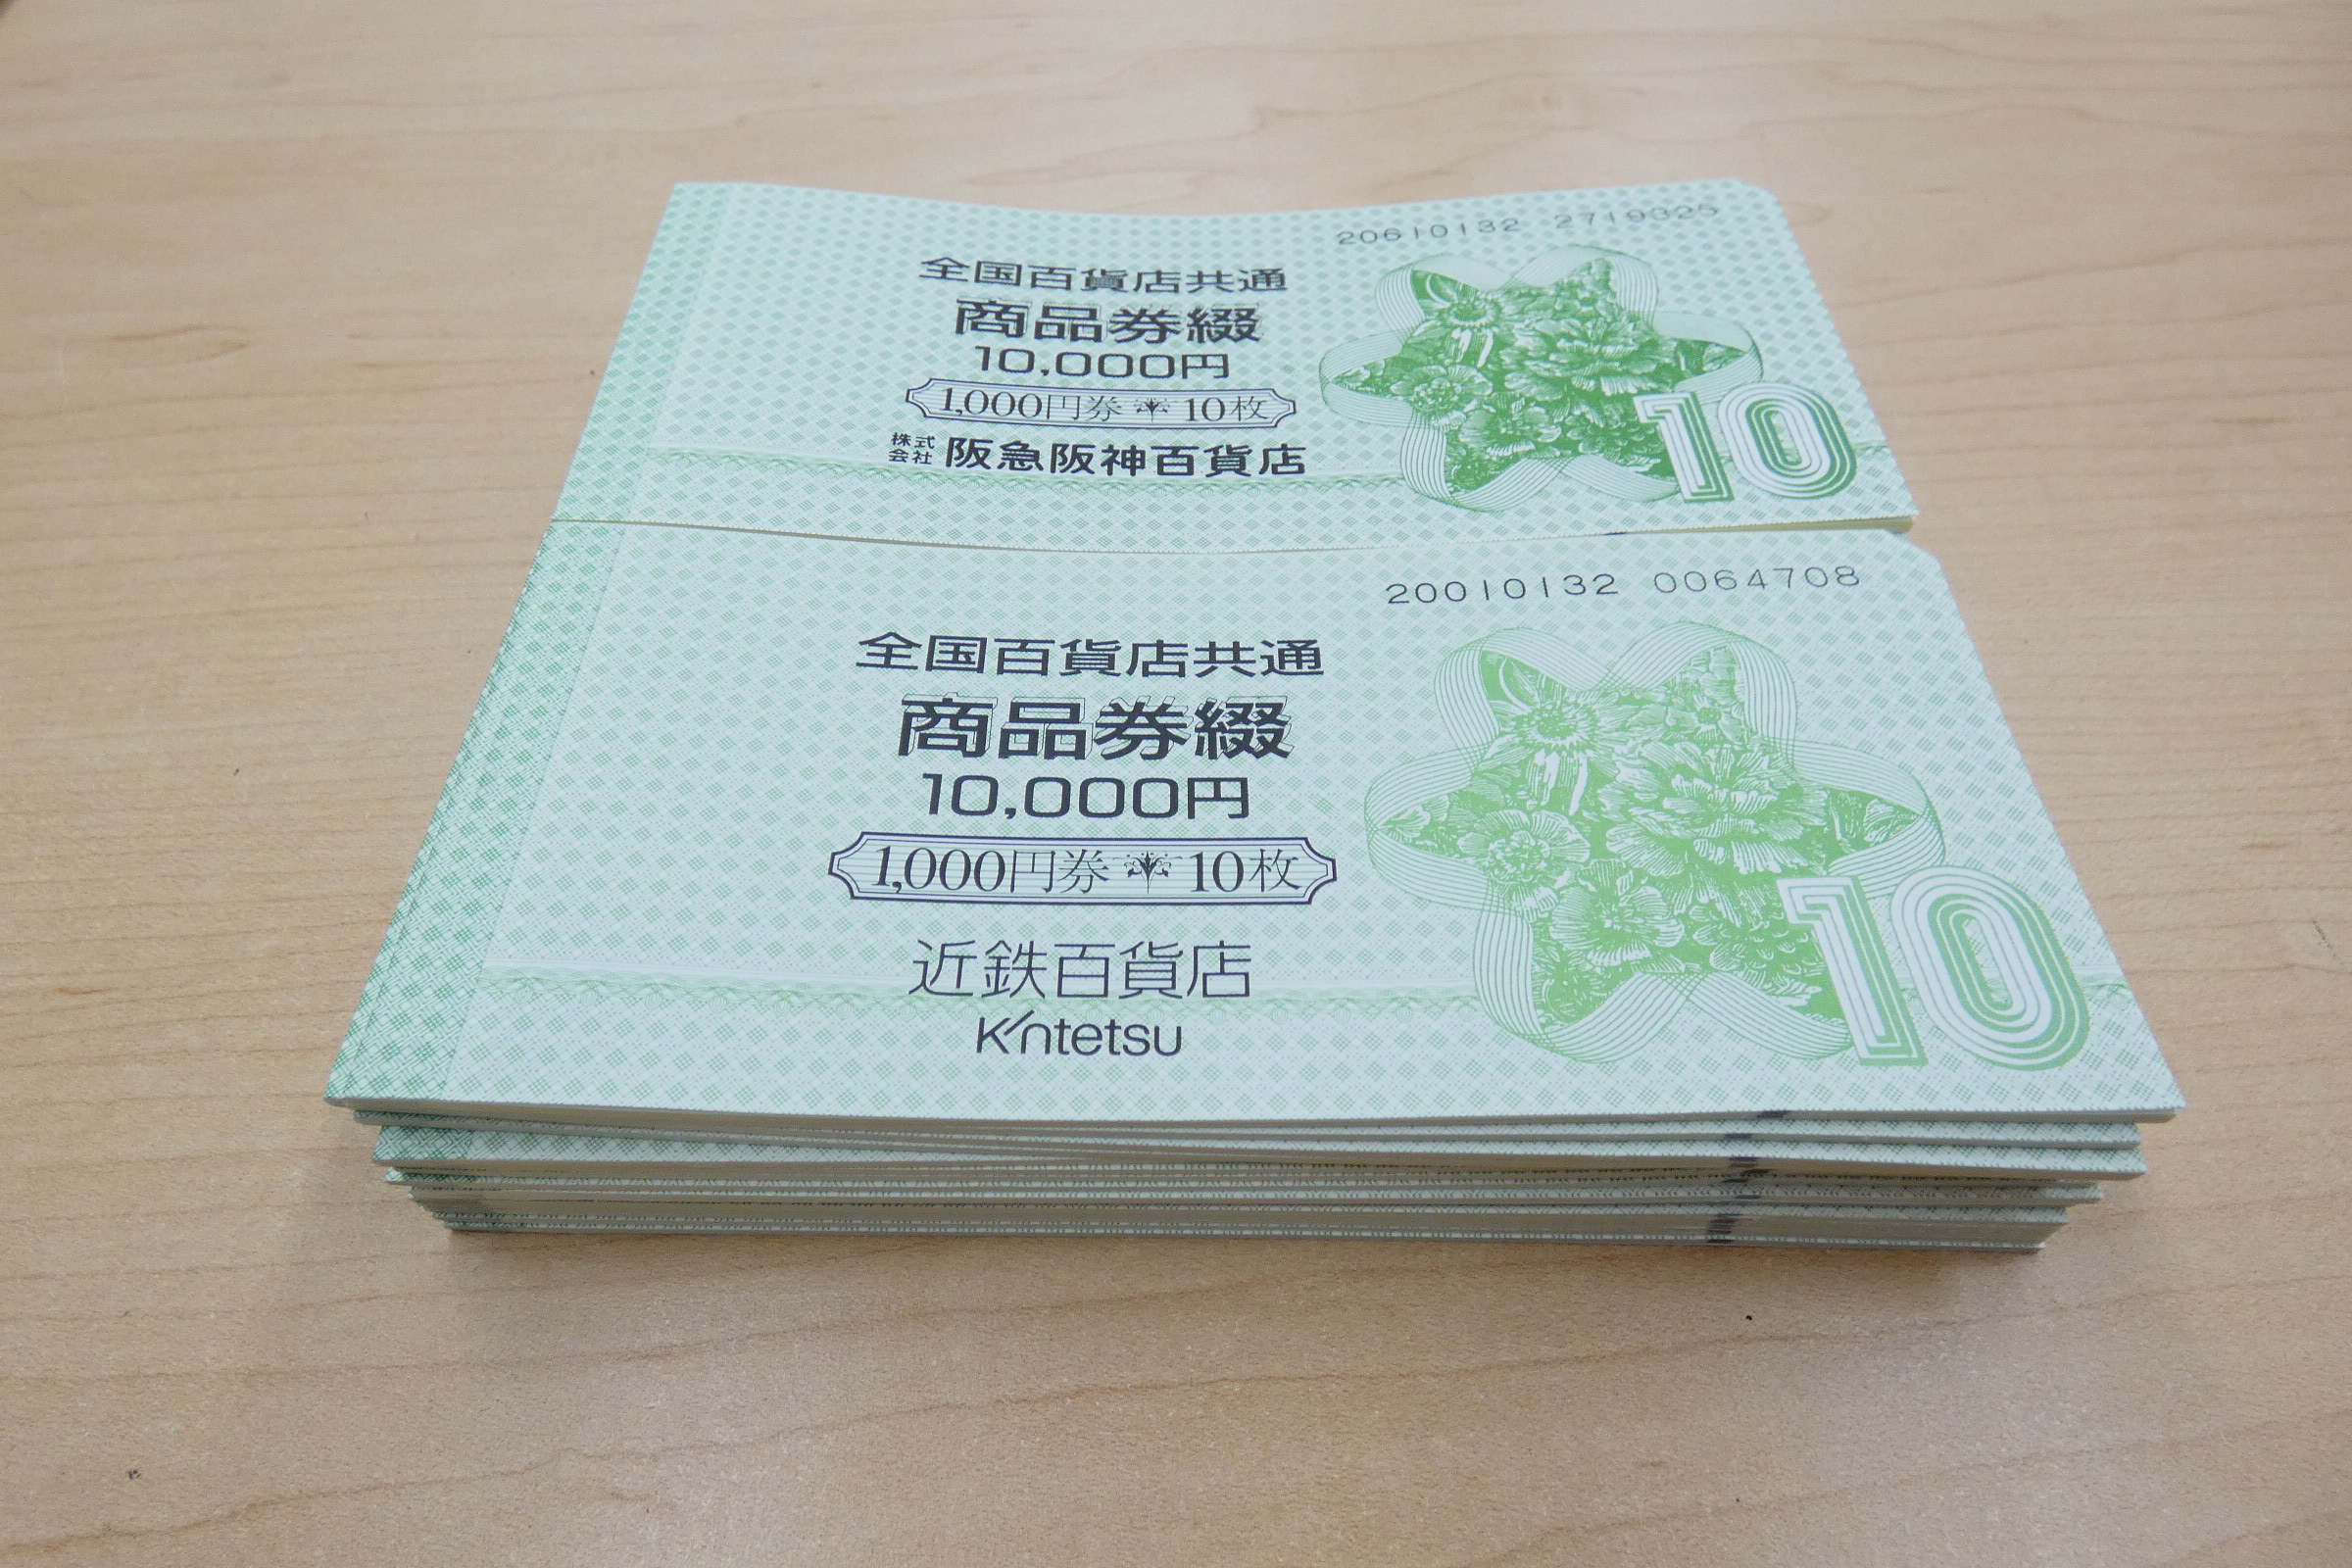 20610132 2719325
全国百貨店共通
商品券綴
10,000円
1,000円券 10枚
株式会社 阪急阪神百貨店
10
20010132 0064708
全国百貨店共通
商品券綴
10,000円
1,000円券 10枚
近鉄百貨店
Kintetsu
10